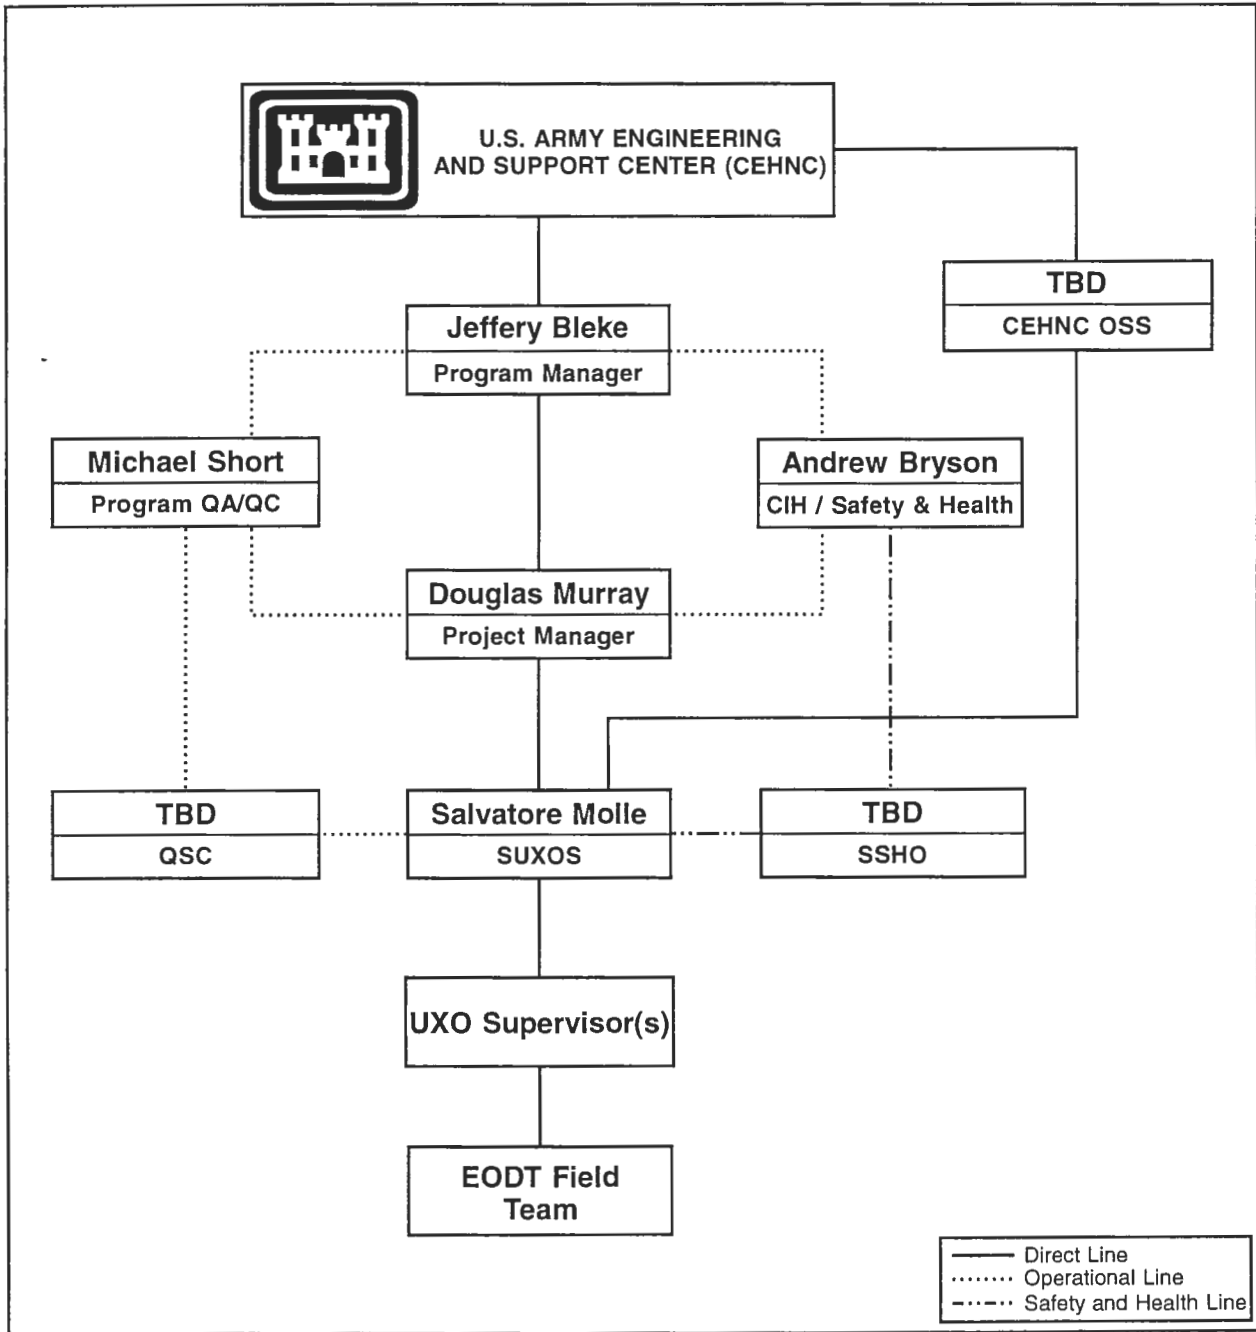 U.S. ARMY ENGINEERING
AND SUPPORT CENTER (CEHNC)
TBD
CEHNC OSS
Jeffery Bleke
Program Manager
Michael Short
Program QA/QC
Andrew Bryson
CIH / Safety & Health
Douglas Murray
Project Manager
TBD
QSC
Salvatore Molle
SUXOS
TBD
SSHO
UXO Supervisor(s)
EODT Field
Team
Direct Line
Operational Line
Safety and Health Line